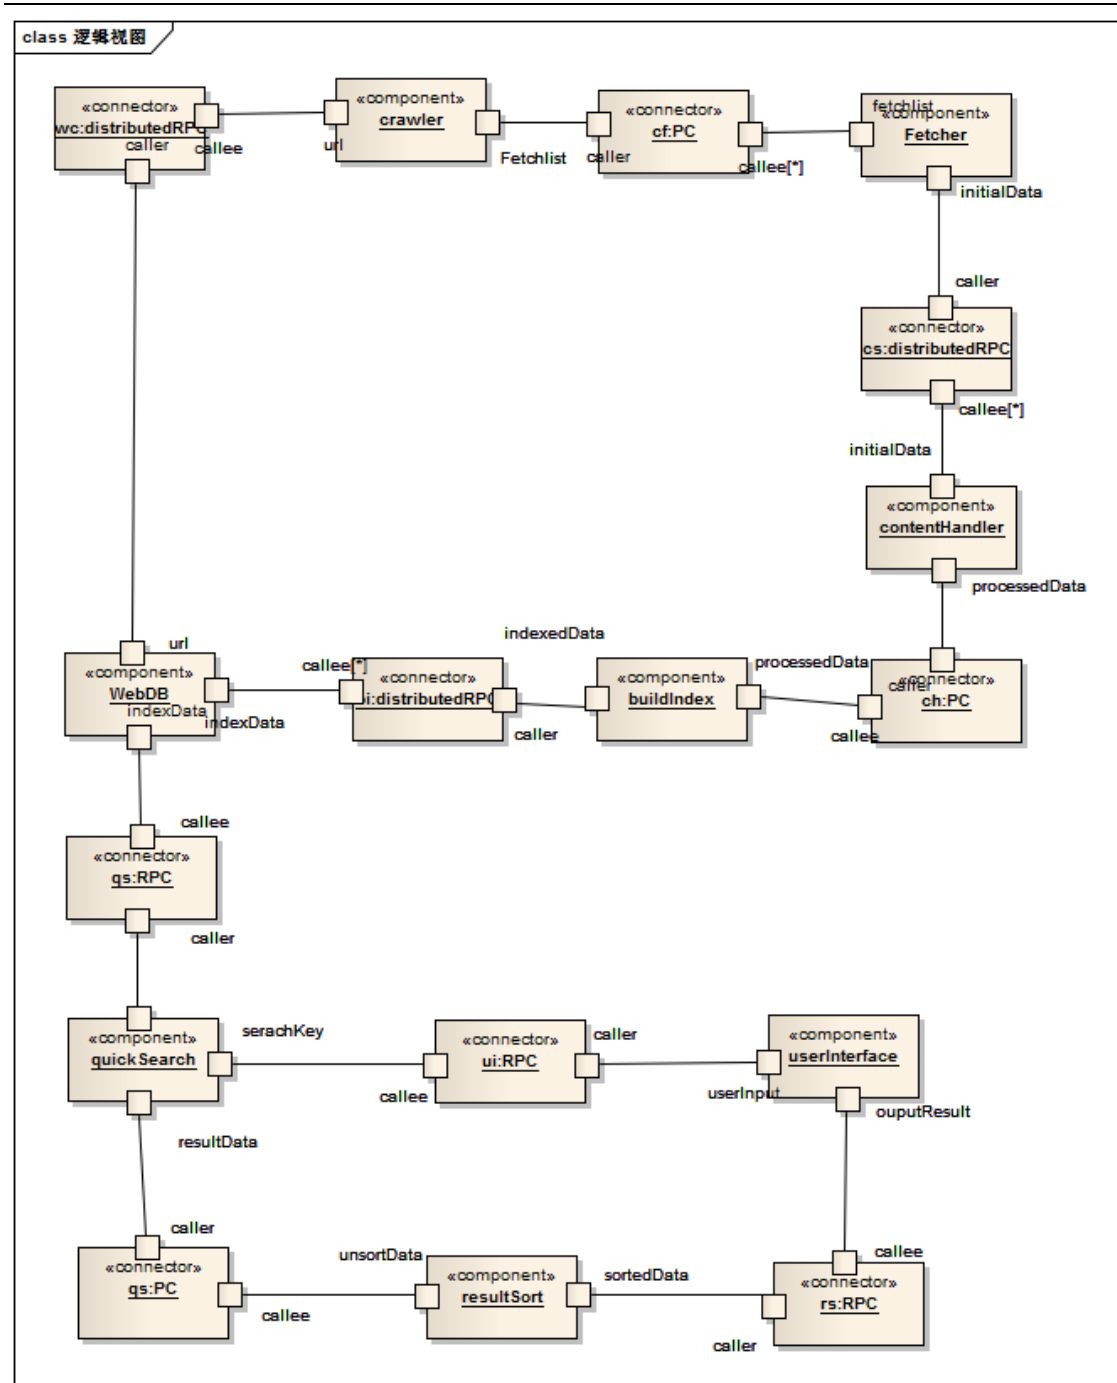 class 逻辑视图
«connector»
wc:distributedRPC
caller
callee
«component»
crawler
url
Fetchlist
«connector»
cf:PC
caller
callee[*]
fetchlist
«component»
Fetcher
initialData
caller
«connector»
cs:distributedRPC
callee[*]
initialData
«component»
contentHandler
processedData
url
«component»
WebDB
indexData
indexData
callee[*]
«connector»
bi:distributedRPC
caller
indexedData
«component»
buildIndex
processedData
«connector»
caller
ch:PC
callee
callee
«connector»
qs:RPC
caller
«component»
quickSearch
serachKey
resultData
«connector»
ui:RPC
caller
callee
«component»
userInterface
userInput
ouputResult
caller
«connector»
qs:PC
callee
unsortData
«component»
resultSort
sortedData
callee
«connector»
rs:RPC
caller